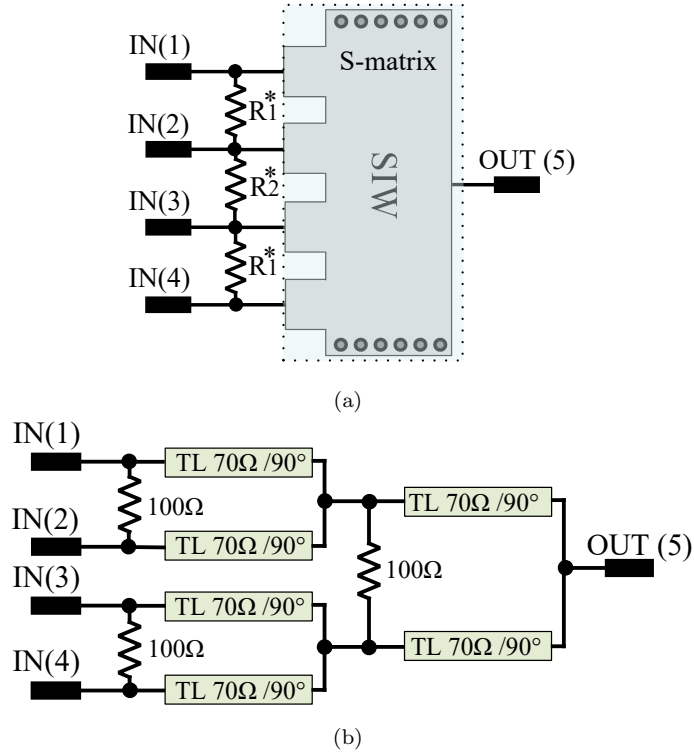 IN(1)
S-matrix
R1*
IN(2)
OUT (5)
SIW
R2*
IN(3)
R1*
IN(4)
(a)
IN(1)
TL 70Ω /90°
100Ω
TL 70Ω /90°
IN(2)
TL 70Ω /90°
OUT (5)
IN(3)
100Ω
TL 70Ω /90°
100Ω
TL 70Ω /90°
IN(4)
TL 70Ω /90°
(b)